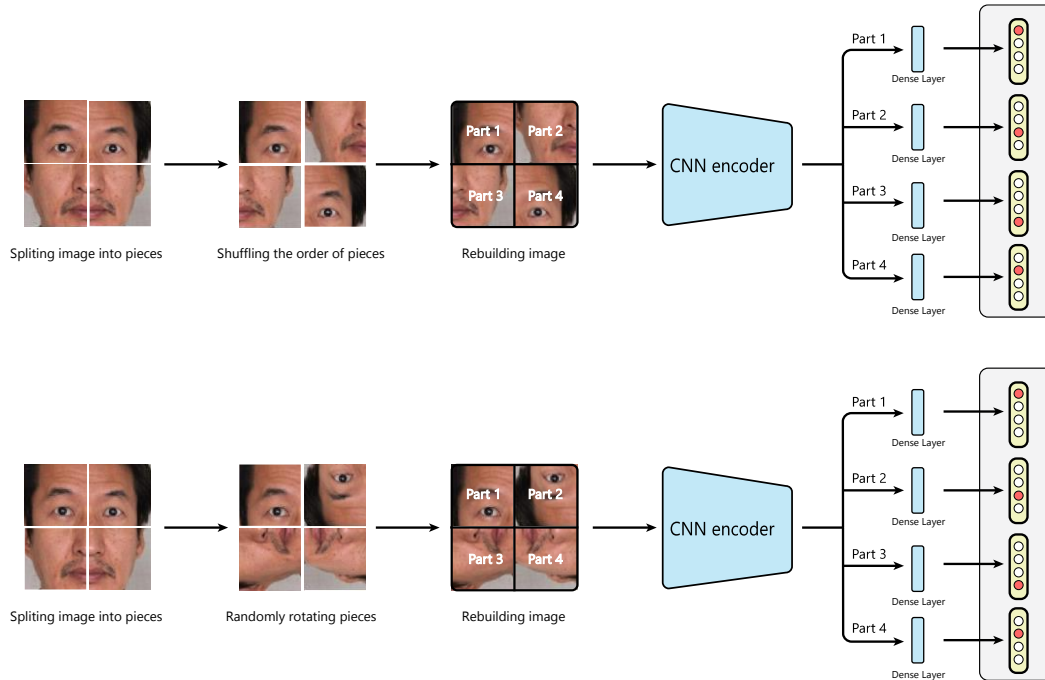 Part 1
Dense Layer
Part 2
Dense Layer
Part 3
Dense Layer
Part 4
Dense Layer
Part 1 Part 2
Part 3 Part 4
CNN encoder
Spliting image into pieces
Shuffling the order of pieces
Rebuilding image
Part 1
Dense Layer
Part 2
Dense Layer
Part 3
Dense Layer
Part 4
Dense Layer
Part 1 Part 2
Part 3 Part 4
CNN encoder
Spliting image into pieces
Randomly rotating pieces
Rebuilding image